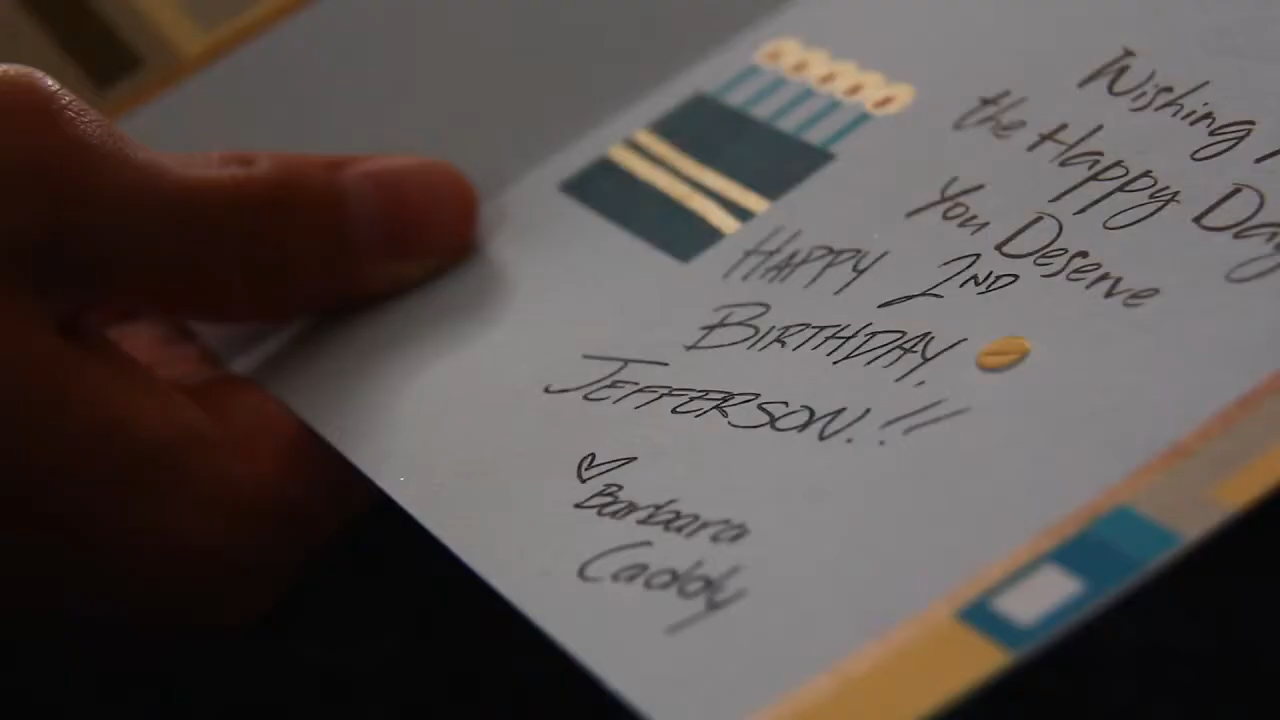 Wishing
the Happy Day
You Deserve
HAPPY 2ND
BIRTHDAY,
JEFFERSON.!!
Barbara
Caddy